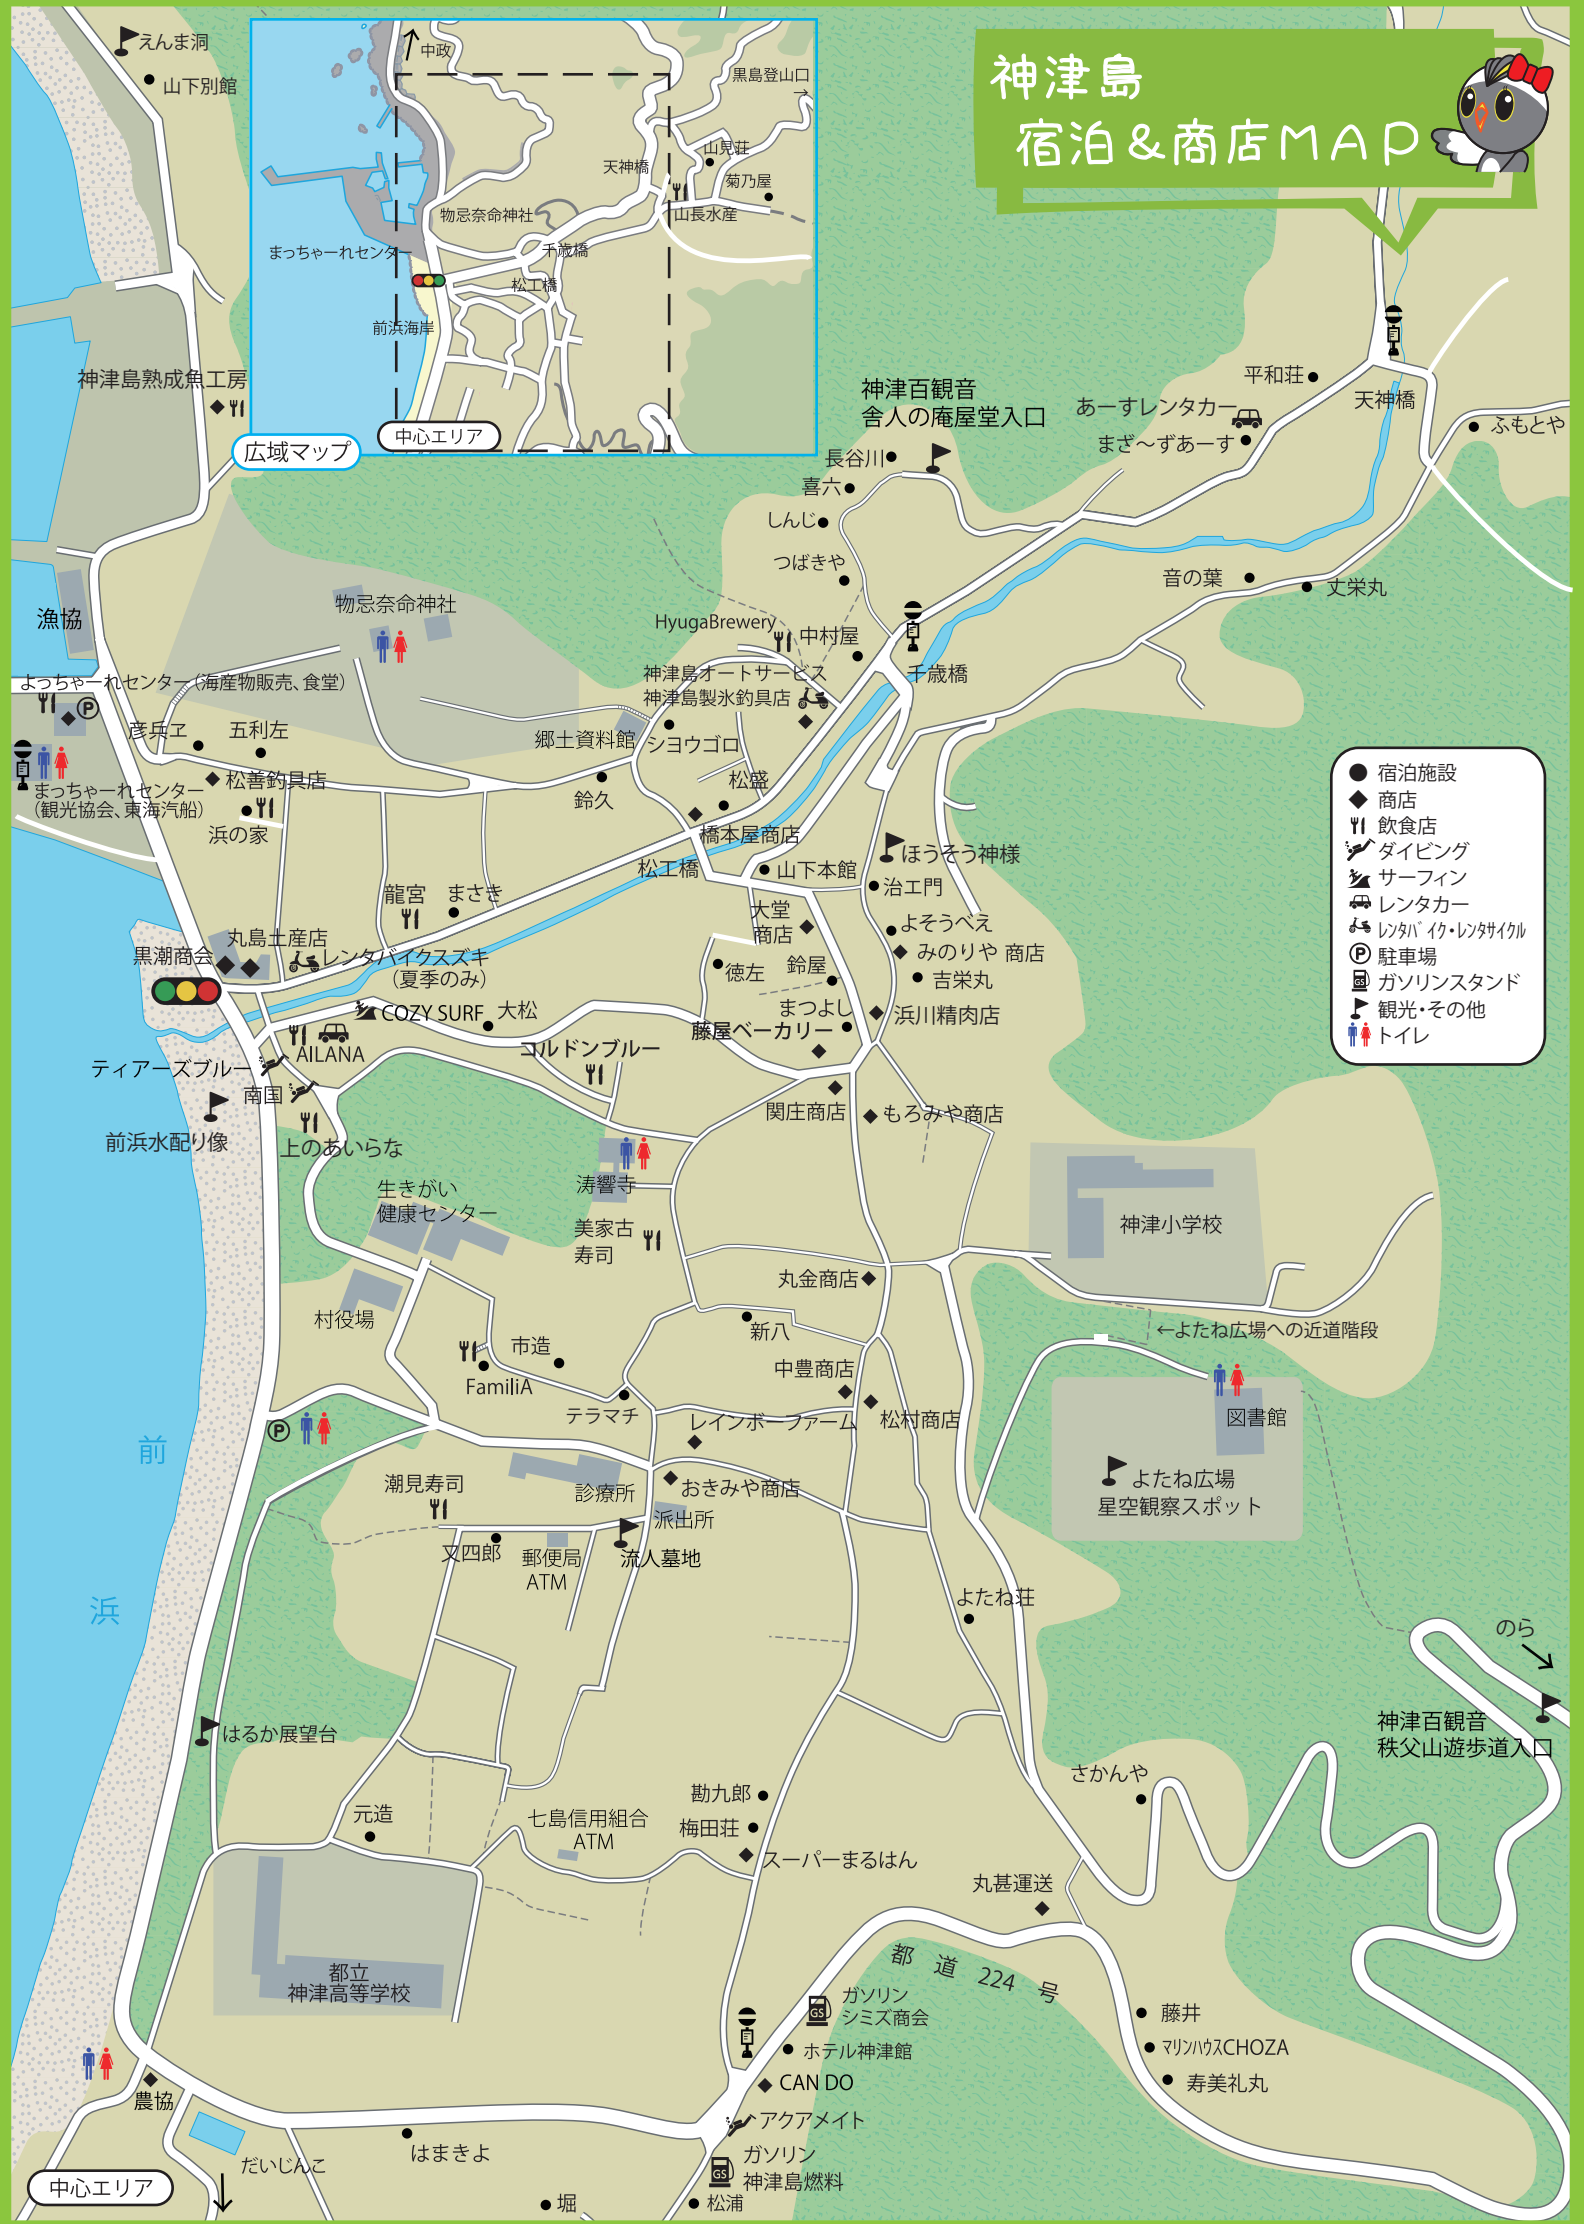 神津島
宿泊&商店MAP
えんま洞
山下別館
中政
黒島登山口
→
天神橋
山見荘
菊乃屋
物忌奈命神社
山長水産
まっちゃーれセンター
千歳橋
松工橋
前浜海岸
広域マップ
中心エリア
神津島熟成魚工房
神津百観音
舎人の庵屋堂入口
平和荘
あーすレンタカー
まざ～ずあーす
天神橋
ふもとや
長谷川
喜六
しんじ
つばきや
音の葉
丈栄丸
漁協
物忌奈命神社
HyugaBrewery
中村屋
神津島オートサービス
神津島製氷釣具店
千歳橋
よっちゃーれセンター(海産物販売、食堂)
彦兵ヱ
五利左
郷土資料館
ショウゴロ
松善釣具店
鈴久
松盛
まっちゃーれセンター
(観光協会、東海汽船)
浜の家
橋本屋商店
松工橋
山下本館
ほうそう神様
治エ門
龍宮
まさき
大堂
商店
よそうべえ
みのりや 商店
丸島土産店
黒潮商会
レンタバイクスズキ
(夏季のみ)
徳左
鈴屋
吉栄丸
COZY SURF
大松
まつよし
浜川精肉店
藤屋ベーカリー
AILANA
コルドンブルー
ティアーズブルー
南国
関庄商店
もろみや商店
前浜水配り像
上のあいらな
涛響寺
生きがい
健康センター
美家古
寿司
神津小学校
丸金商店
村役場
新八
←よたね広場への近道階段
市造
FamiliA
中豊商店
テラマチ
レインボーファーム
松村商店
図書館
前
浜
潮見寿司
診療所
おきみや商店
よたね広場
星空観察スポット
派出所
又四郎
郵便局
ATM
流人墓地
よたね荘
のら
神津百観音
秩父山遊歩道入口
はるか展望台
さかんや
勘九郎
元造
七島信用組合
ATM
梅田荘
スーパーまるはん
丸甚運送
都道224号
都立
神津高等学校
GS
ガソリン
シミズ商会
藤井
ホテル神津館
マリンハウスCHOZA
CAN DO
寿美礼丸
農協
アクアメイト
はまきよ
ガソリン
GS
神津島燃料
だいじんこ
中心エリア
堀
松浦
宿泊施設
商店
飲食店
ダイビング
サーフィン
レンタカー
レンタバイク・レンタサイクル
P
駐車場
GS
ガソリンスタンド
観光・その他
トイレ
P
P